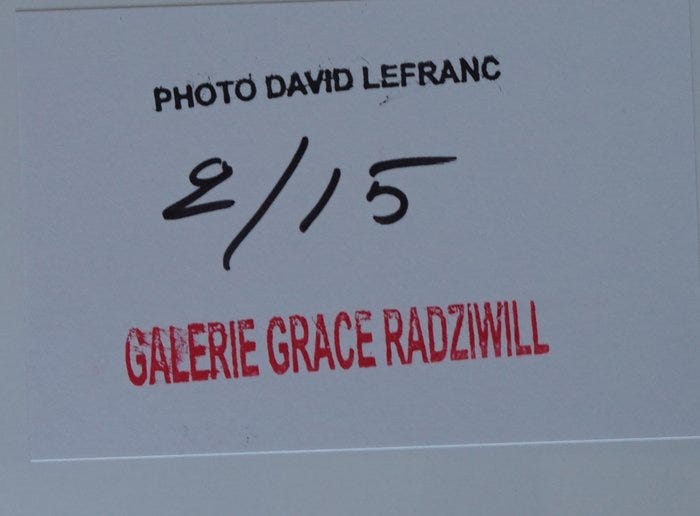 PHOTO DAVID LEFRANC
2/15
GALERIE GRACE RADZIWILL